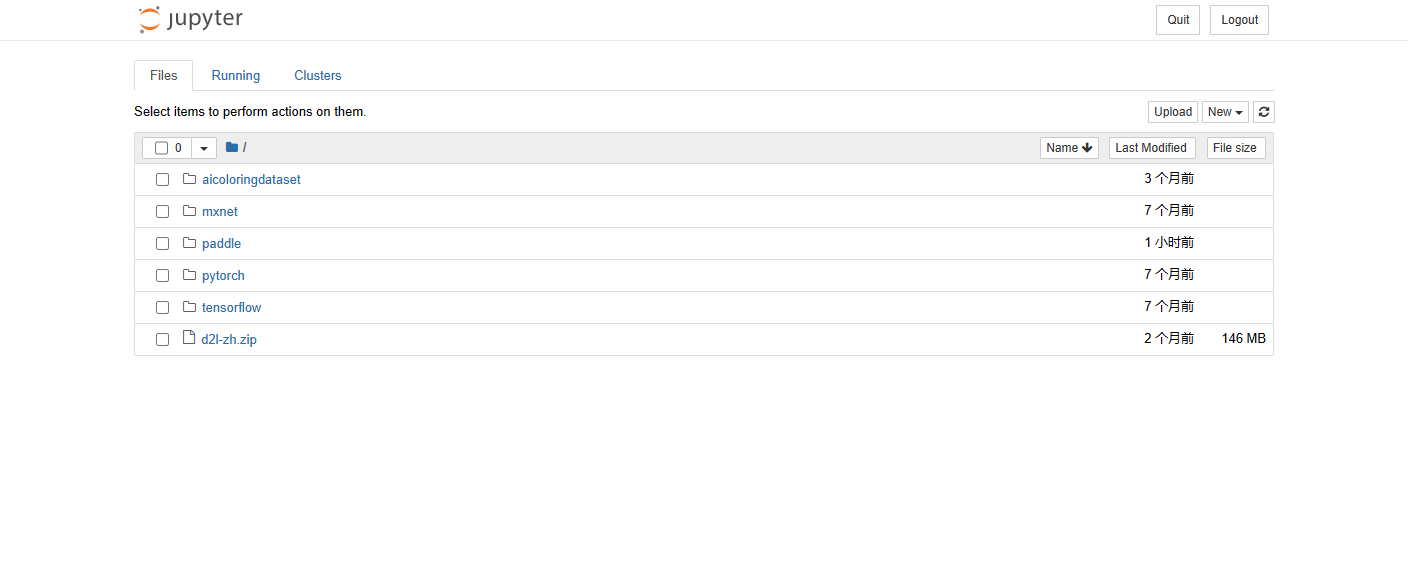 jupyter Quit Logout
Files Running Clusters
Select items to perform actions on them. Upload New
0 / Name Last Modified File size
aicoloringdataset 3 个月前
mxnet 7 个月前
paddle 1 小时前
pytorch 7 个月前
tensorflow 7 个月前
d2l-zh.zip 2 个月前 146 MB